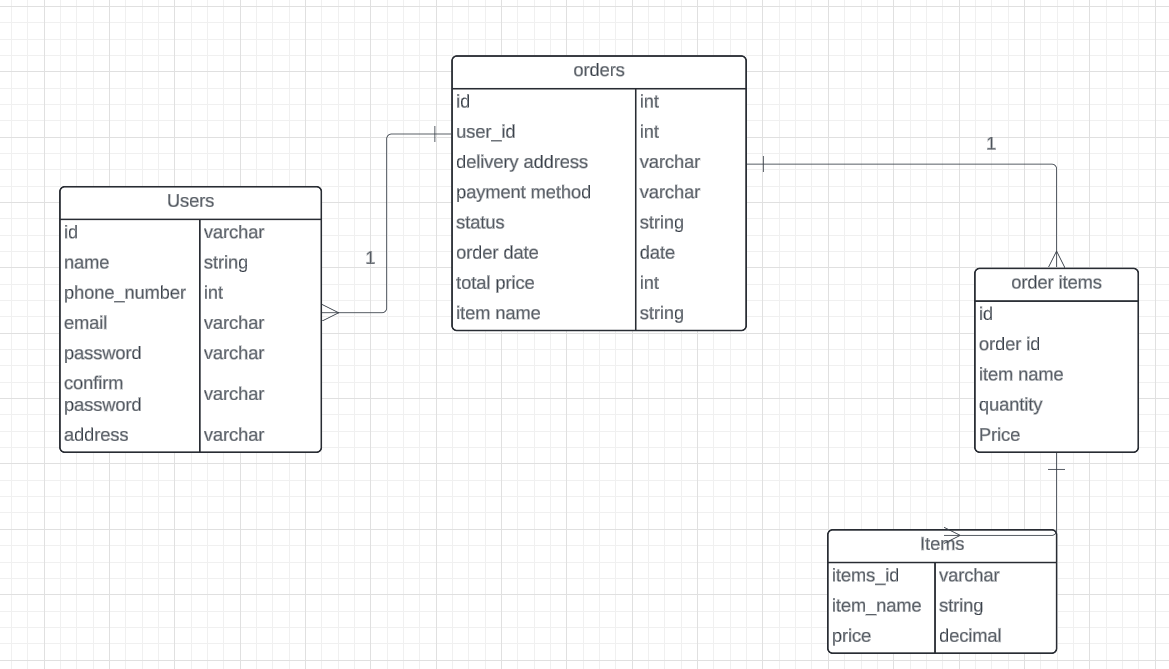 orders
id int
user_id int
delivery address varchar
payment method varchar
status string
order date date
total price int
item name string
1
Users
id varchar
name string
phone_number int
email varchar
password varchar
confirm
password varchar
address varchar
1
order items
id
order id
item name
quantity
Price
Items
items_id varchar
item_name string
price decimal